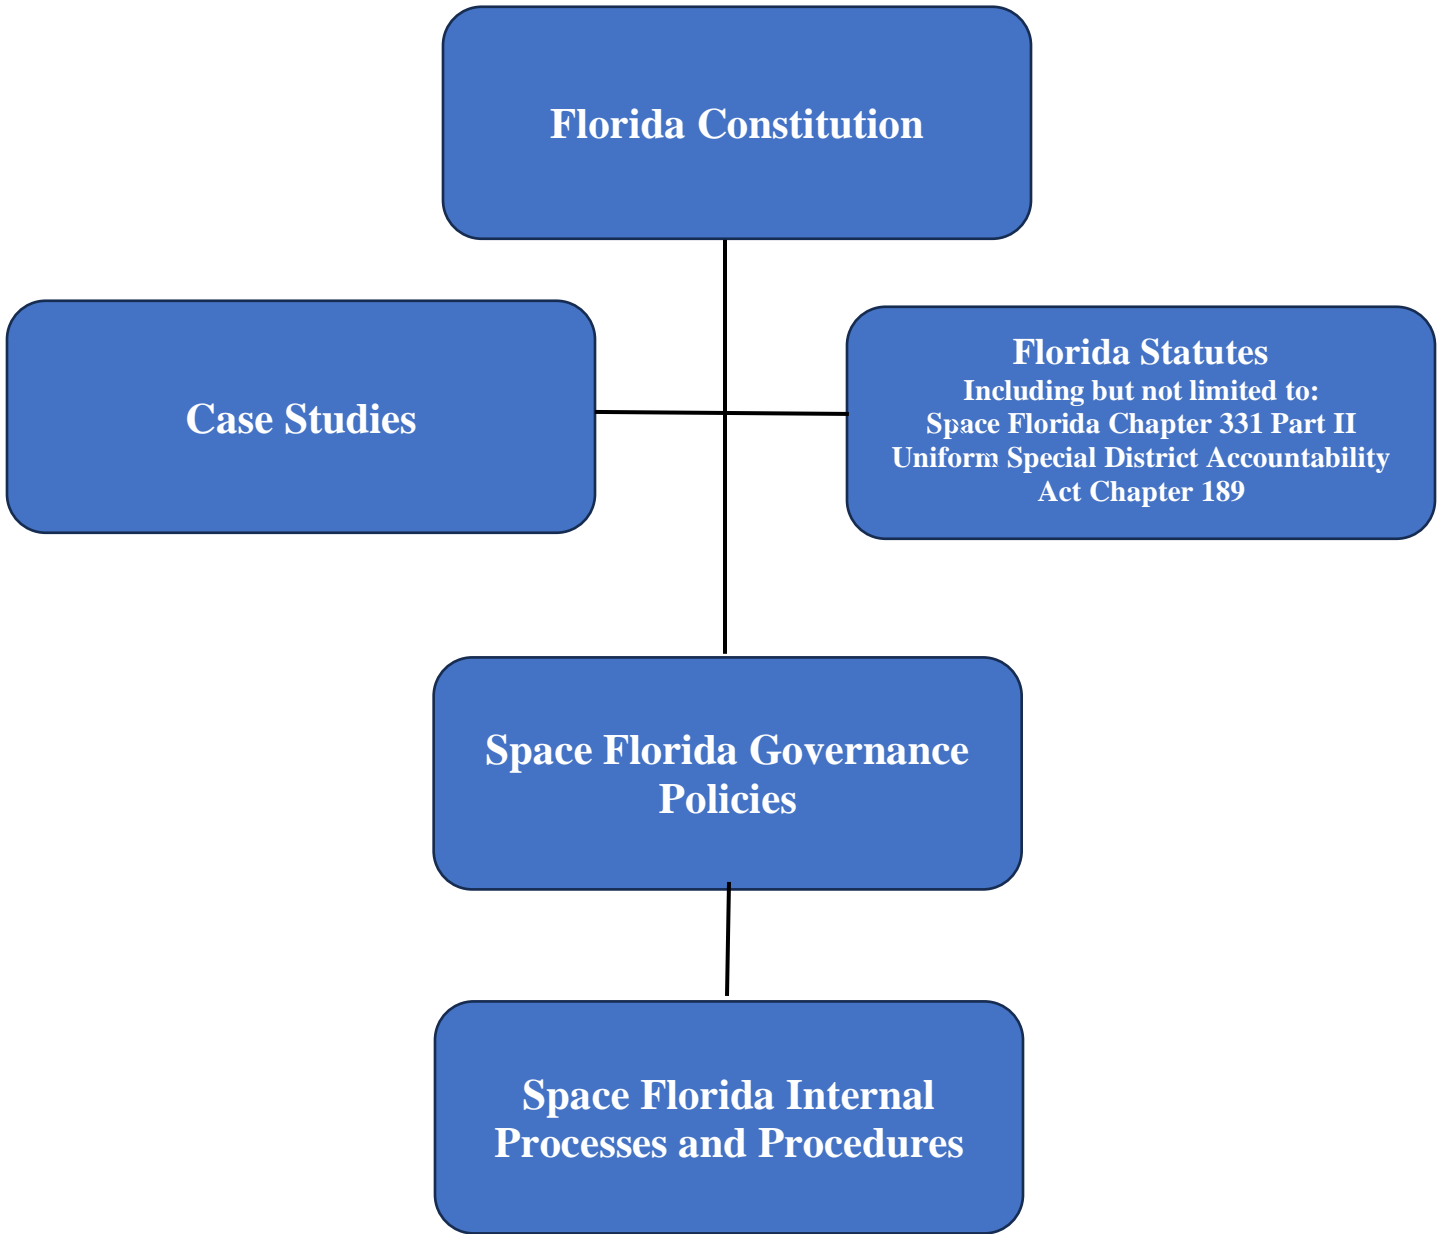 Florida Constitution
Case Studies
Florida Statutes
Including but not limited to:
Space Florida Chapter 331 Part II
Uniform Special District Accountability
Act Chapter 189
Space Florida Governance
Policies
Space Florida Internal
Processes and Procedures